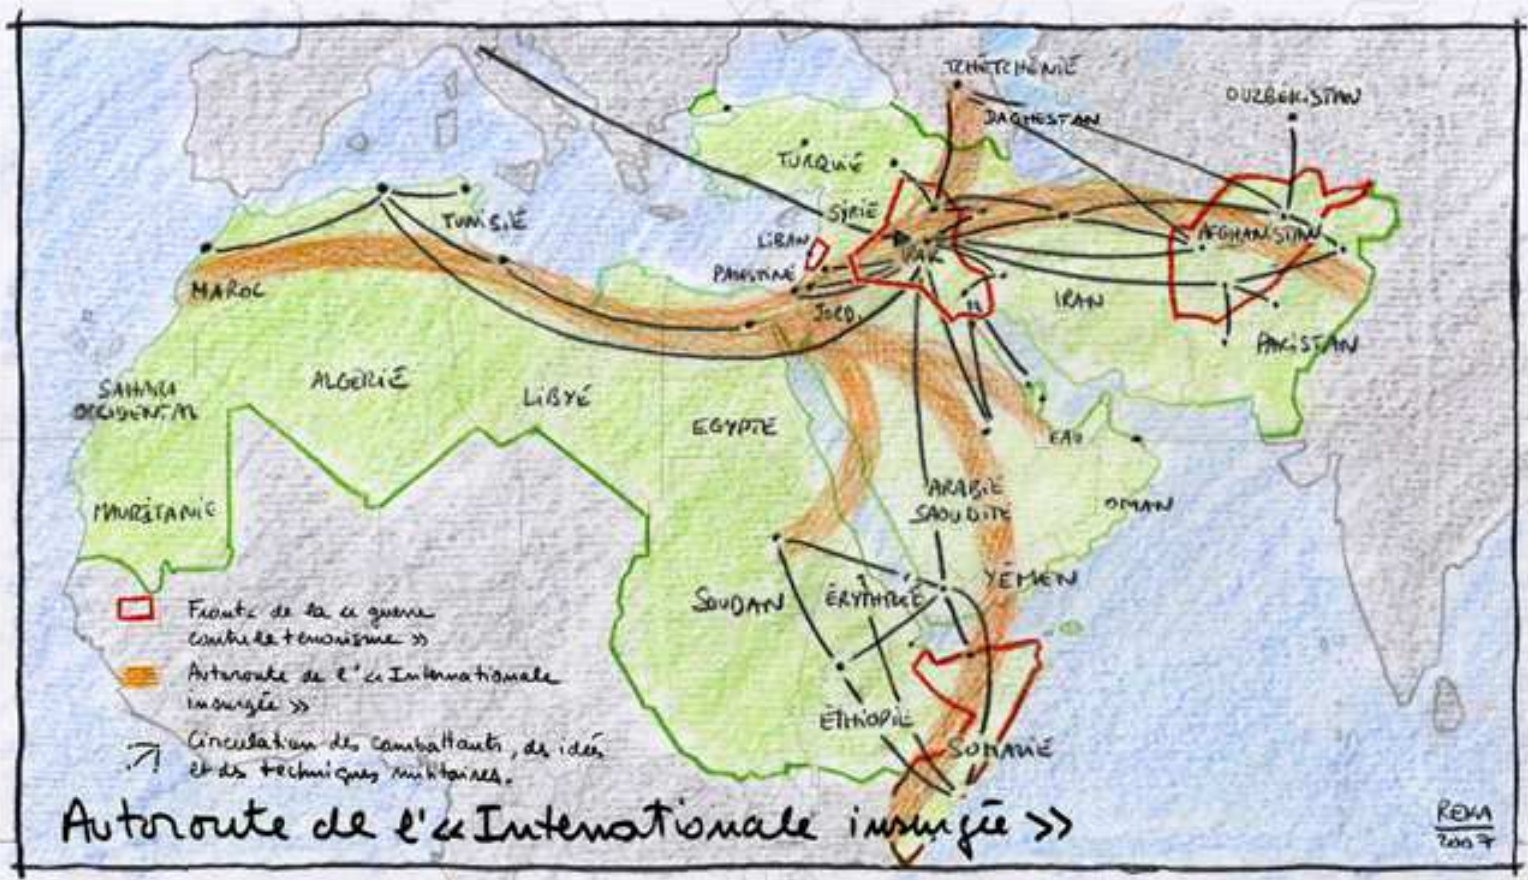 TCHÉTCHÉNIE
OUZBÉKISTAN
DAGHESTAN
TURQUIE
SYRIE
TUNISIE
LIBAN
AFGHANISTAN
IRAK
PALESTINE
MAROC
IRAN
JORD.
PAKISTAN
ALGERIE
SAHARA
OCCIDENTAL
LIBYE
EGYPTE
EAU
ARABIE
SAOUDITE
OMAN
MAURITANIE
YÉMEN
SOUDAN
ÉRYTHRÉE
Fronts de la « guerre
contre le terrorisme »
Autoroute de l'« Internationale
insurgée »
ÉTHIOPIE
Circulation des combattants, des idées
et des techniques militaires.
SOMALIE
Autoroute de l'« Internationale insurgée »
REKA
2007